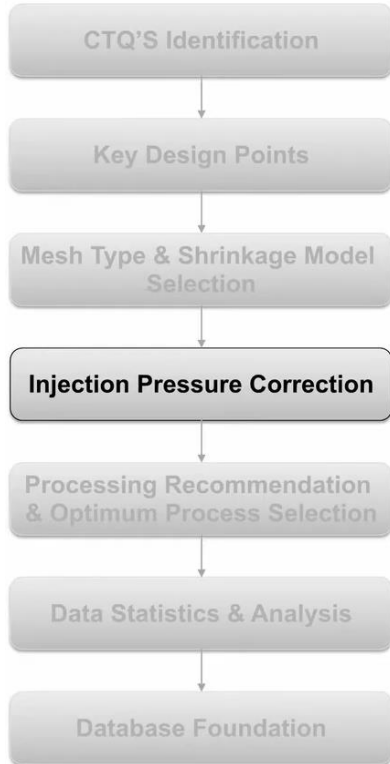 CTQ'S Identification
Key Design Points
Mesh Type & Shrinkage Model
Selection
Injection Pressure Correction
Processing Recommendation
& Optimum Process Selection
Data Statistics & Analysis
Database Foundation